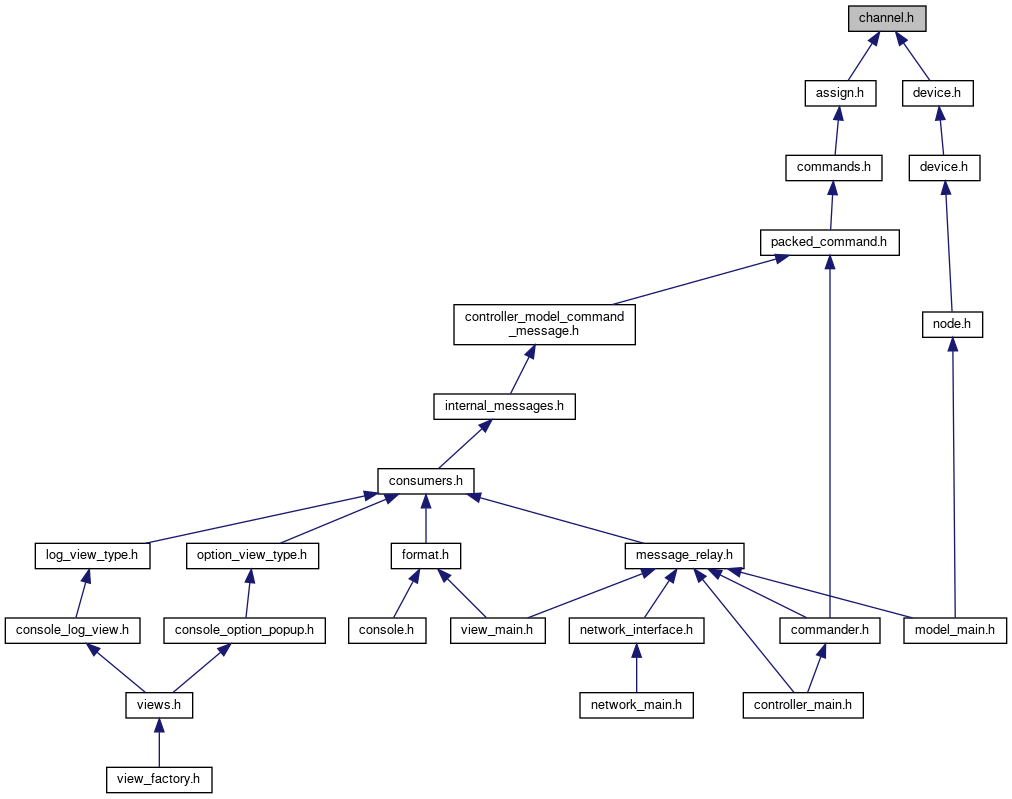 channel.h
assign.h
device.h
commands.h
device.h
packed_command.h
controller_model_command
_message.h
node.h
internal_messages.h
consumers.h
log_view_type.h
option_view_type.h
format.h
message_relay.h
console_log_view.h
console_option_popup.h
console.h
view_main.h
network_interface.h
commander.h
model_main.h
views.h
network_main.h
controller_main.h
view_factory.h